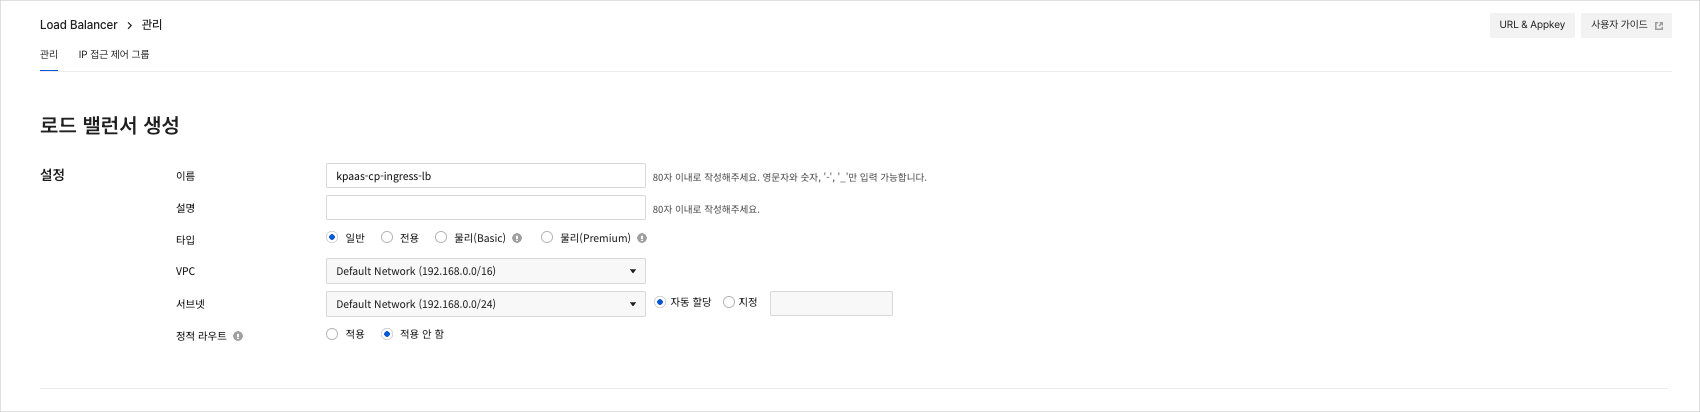 Load Balancer > 관리
URL & Appkey
사용자 가이드
관리
IP 접근 제어 그룹
로드 밸런서 생성
설정
이름
kpaas-cp-ingress-lb
80자 이내로 작성해주세요. 영문자와 숫자, '-', '_'만 입력 가능합니다.
설명
80자 이내로 작성해주세요.
타입
일반
전용
물리(Basic)
물리(Premium)
VPC
Default Network (192.168.0.0/16)
서브넷
Default Network (192.168.0.0/24)
자동 할당
지정
정적 라우트
적용
적용 안 함